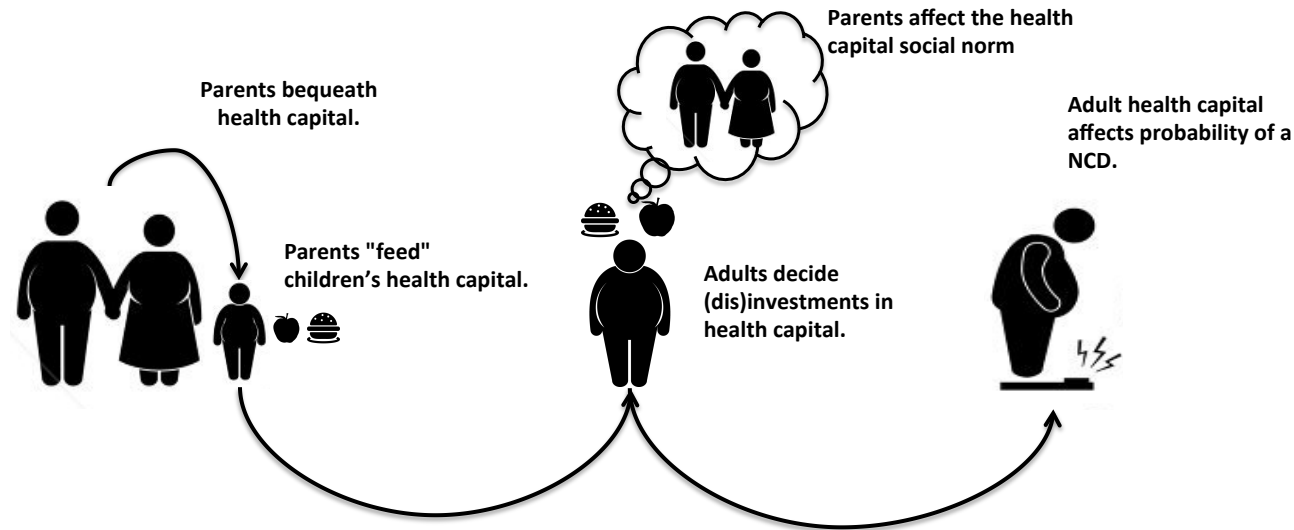 Parents bequeath
health capital.
Parents "feed"
children’s health capital.
Parents affect the health
capital social norm
Adults decide
(dis)investments in
health capital.
Adult health capital
affects probability of a
NCD.